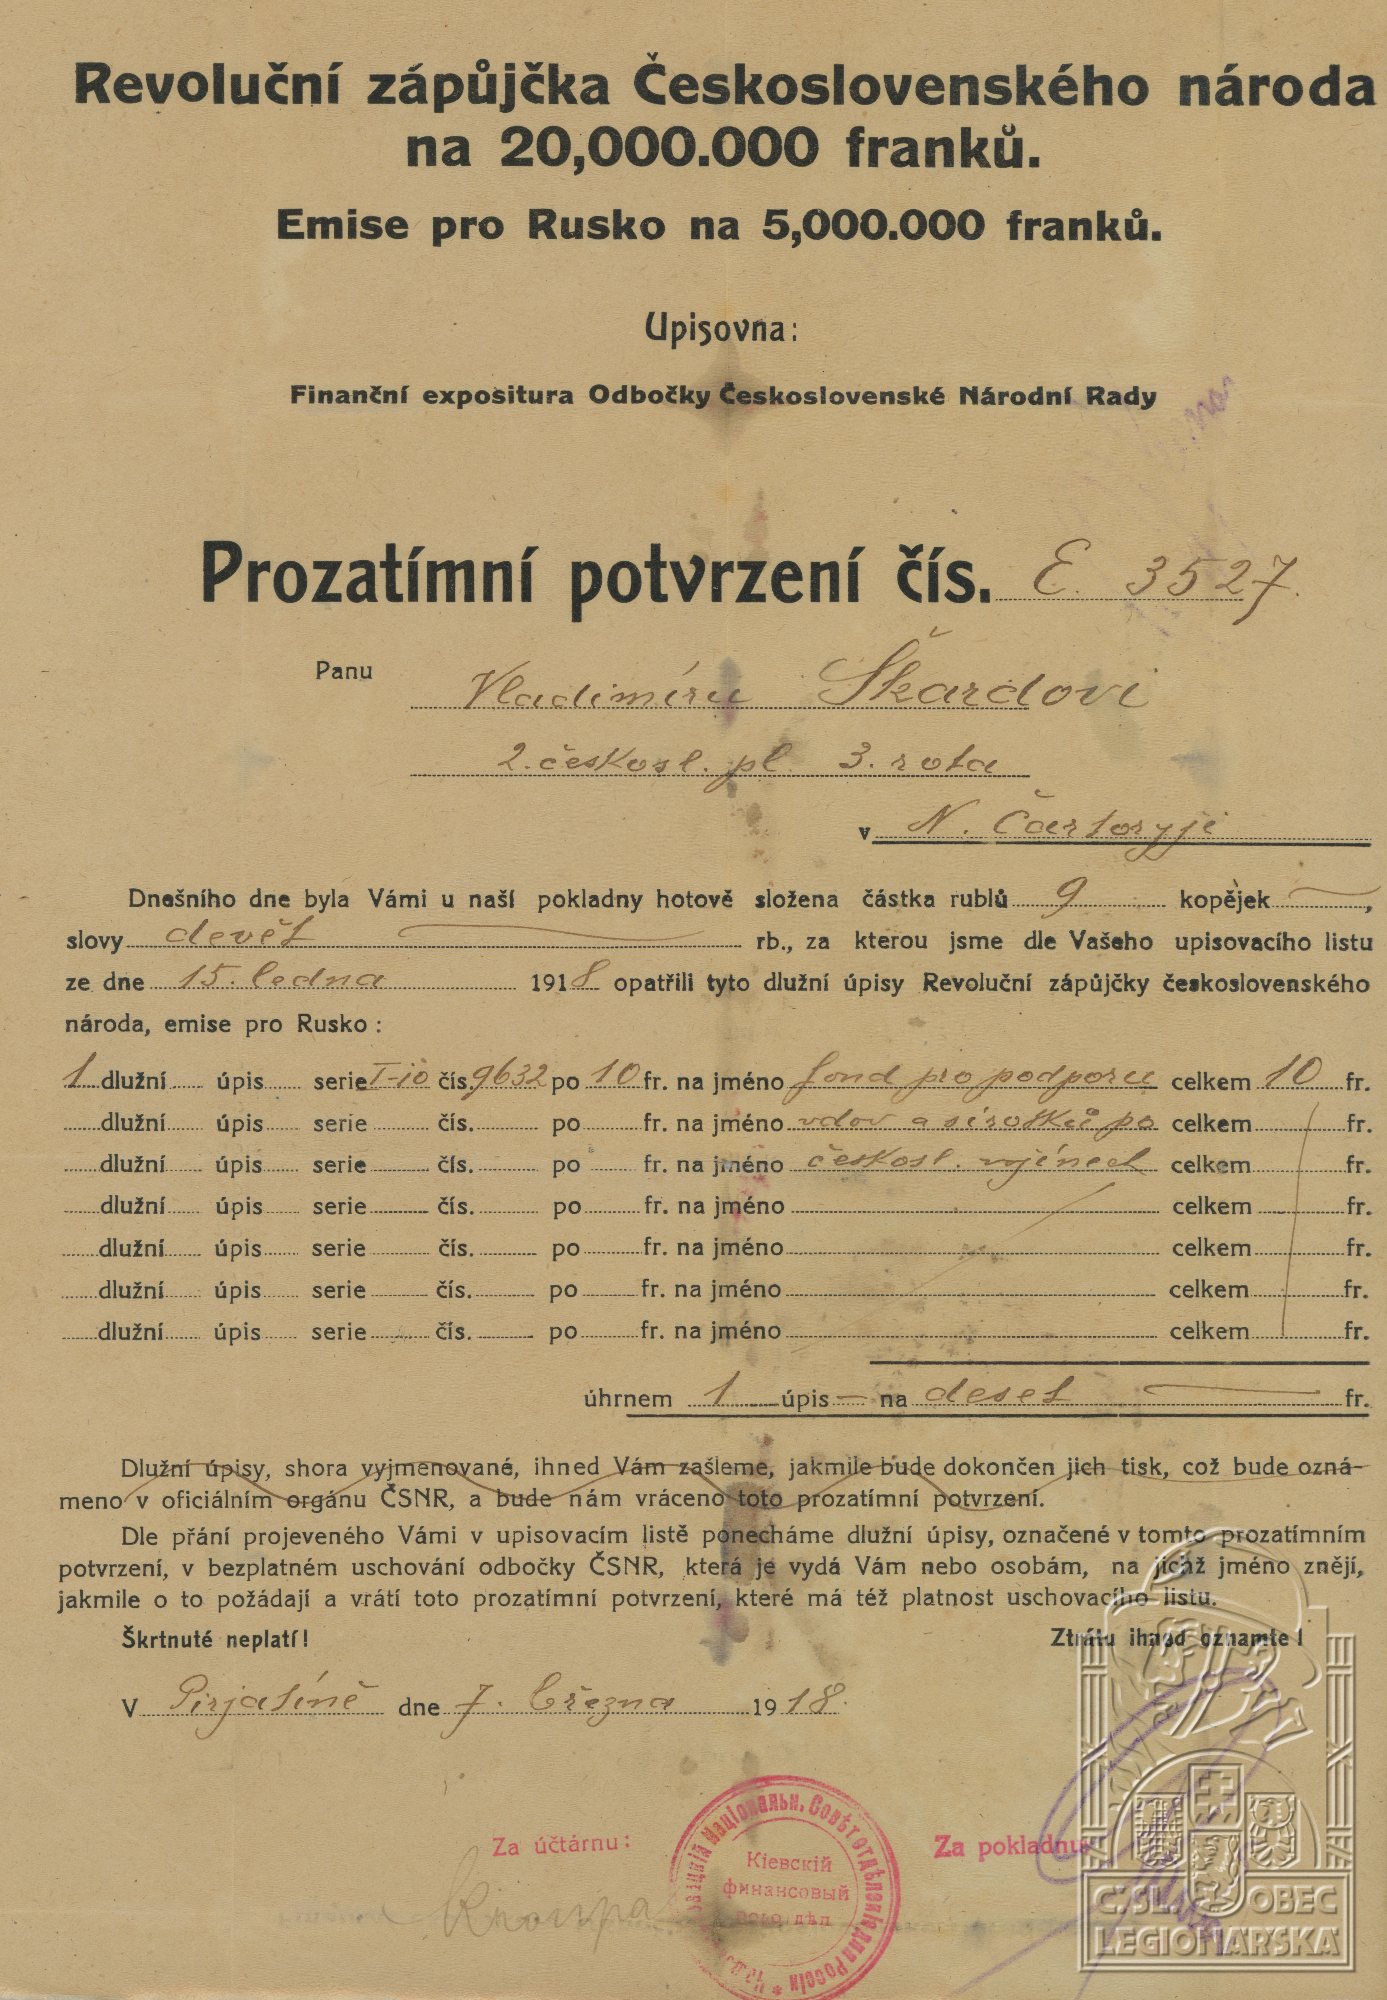 Revoluční zápůjčka Československého národa
na 20,000.000 franků.
Emise pro Rusko na 5,000.000 franků.
Upisovna:
Finanční expositura Odbočky Československé Národní Rady
Prozatímní potvrzení čís. E. 3527.
Panu Vladimíru Škardovi
2. českosl. pl. 3. rota
v N. Čartoryji
Dnešního dne byla Vámi u naší pokladny hotově složena částka rublů 9 kopějek —,
slovy devět — rb., za kterou jsme dle Vašeho upisovacího listu
ze dne 15. ledna 1918 opatřili tyto dlužní úpisy Revoluční zápůjčky československého
národa, emise pro Rusko:
1 dlužní úpis serie I-10 čís. 9632 po 10 fr. na jméno fond pro podporu celkem 10 fr.
dlužní úpis serie čís. po fr. na jméno vdov a sirotků po celkem fr.
dlužní úpis serie čís. po fr. na jméno českosl. vojínech celkem fr.
dlužní úpis serie čís. po fr. na jméno celkem fr.
dlužní úpis serie čís. po fr. na jméno celkem fr.
dlužní úpis serie čís. po fr. na jméno celkem fr.
dlužní úpis serie čís. po fr. na jméno celkem fr.
úhrnem 1 úpis — na deset — fr.
Dlužní úpisy, shora vyjmenované, ihned Vám zašleme, jakmile bude dokončen jich tisk, což bude ozná-
meno v oficiálním orgánu ČSNR, a bude nám vráceno toto prozatímní potvrzení.
Dle přání projeveného Vámi v upisovacím listě ponecháme dlužní úpisy, označené v tomto prozatímním
potvrzení, v bezplatném uschování odbočky ČSNR, která je vydá Vám nebo osobám, na jichž jméno znějí,
jakmile o to požádají a vrátí toto prozatímní potvrzení, které má též platnost uschovacího listu.
Škrtnuté neplatí! Ztrátu ihned oznamte!
V Pirjatíně dne 7. března 1918.
Za účtárnu: Za pokladnu:
Націонаљн. Совѣтъ отдѣленіе для Россіи
Кіевскій
финансовый
Č´SL. OBEC
LEGIONÁŘSKÁ